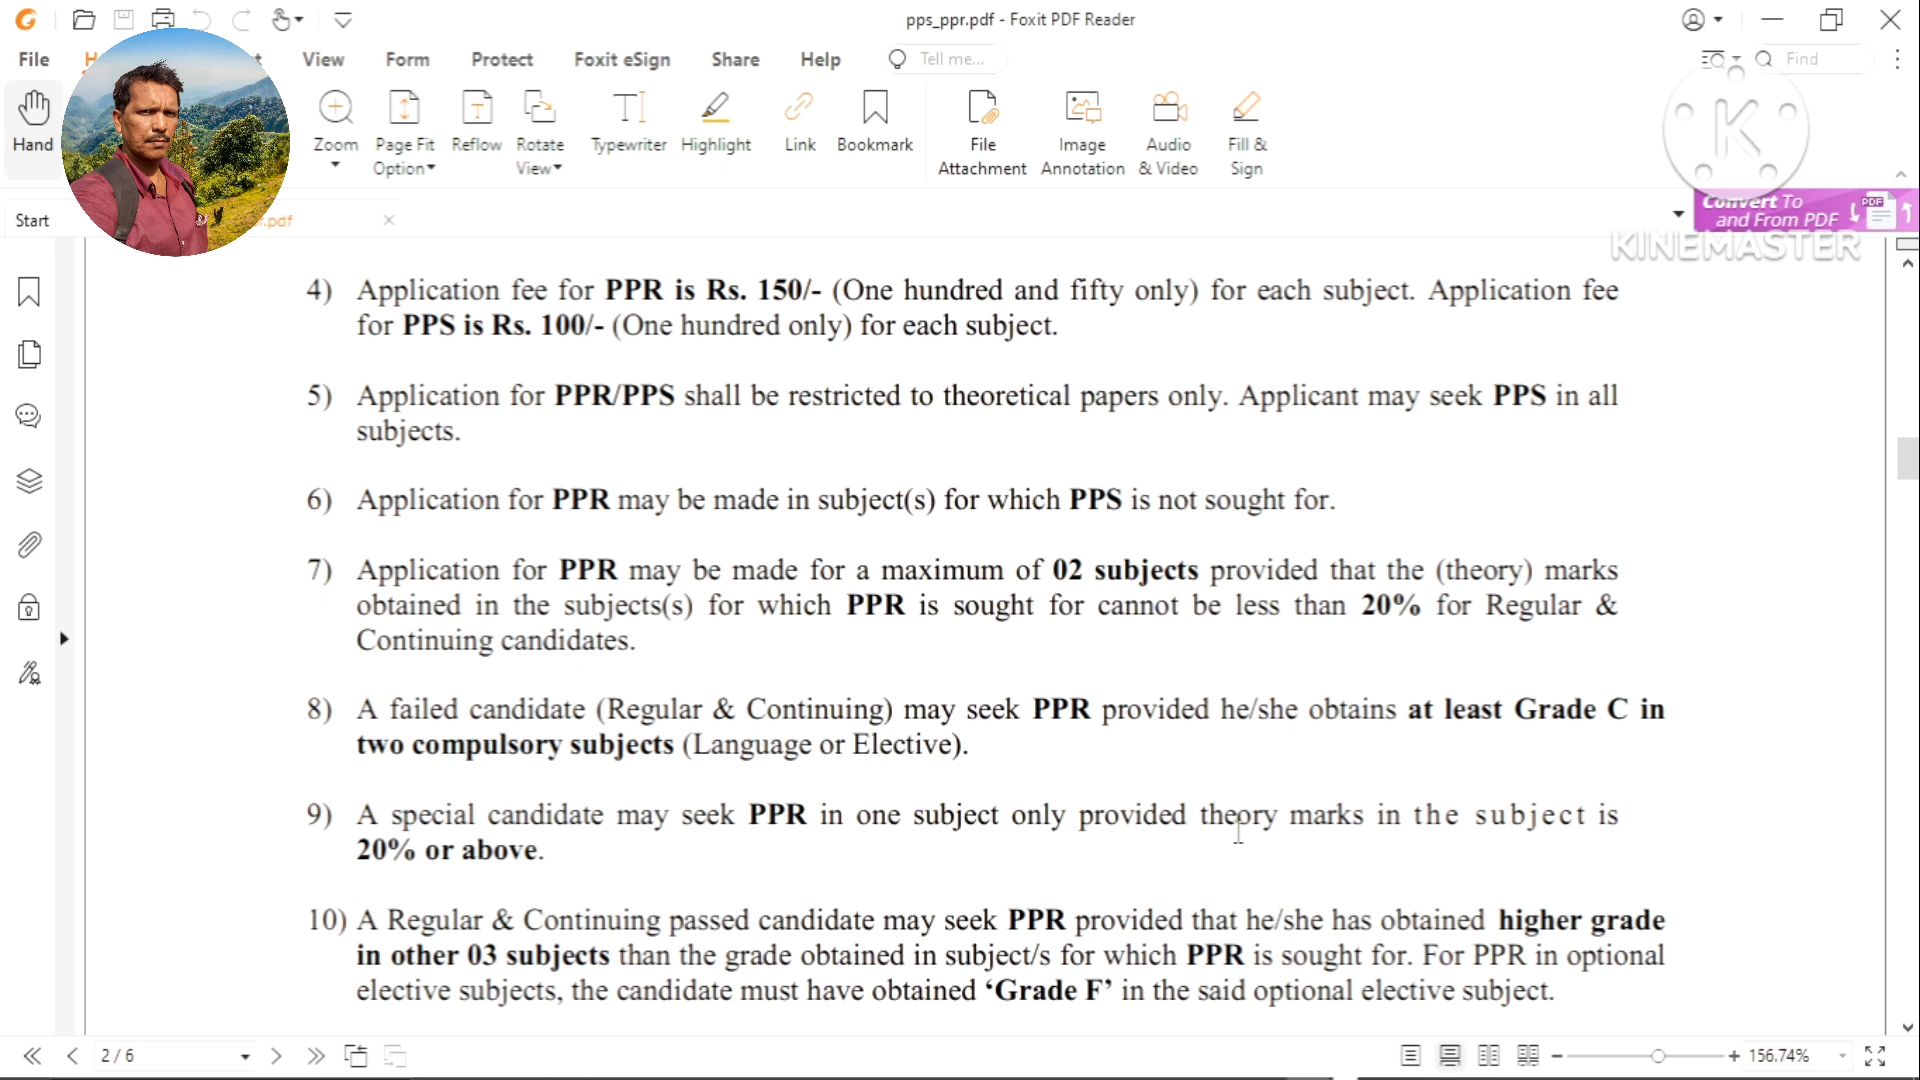 pps_ppr.pdf - Foxit PDF Reader
File
View
Form
Protect
Foxit eSign
Share
Help
Tell me...
Find
Hand
Zoom
Page Fit
Option
Reflow
Rotate
View
Typewriter
Highlight
Link
Bookmark
File
Attachment
Image
Annotation
Audio
& Video
Fill &
Sign
K
Convert To
and From PDF
PDF
KINEMASTER
Start
.pdf
4) Application fee for PPR is Rs. 150/- (One hundred and fifty only) for each subject. Application fee
for PPS is Rs. 100/- (One hundred only) for each subject.
5) Application for PPR/PPS shall be restricted to theoretical papers only. Applicant may seek PPS in all
subjects.
6) Application for PPR may be made in subject(s) for which PPS is not sought for.
7) Application for PPR may be made for a maximum of 02 subjects provided that the (theory) marks
obtained in the subjects(s) for which PPR is sought for cannot be less than 20% for Regular &
Continuing candidates.
8) A failed candidate (Regular & Continuing) may seek PPR provided he/she obtains at least Grade C in
two compulsory subjects (Language or Elective).
9) A special candidate may seek PPR in one subject only provided theory marks in the subject is
20% or above.
10) A Regular & Continuing passed candidate may seek PPR provided that he/she has obtained higher grade
in other 03 subjects than the grade obtained in subject/s for which PPR is sought for. For PPR in optional
elective subjects, the candidate must have obtained ‘Grade F’ in the said optional elective subject.
2 / 6
156.74%